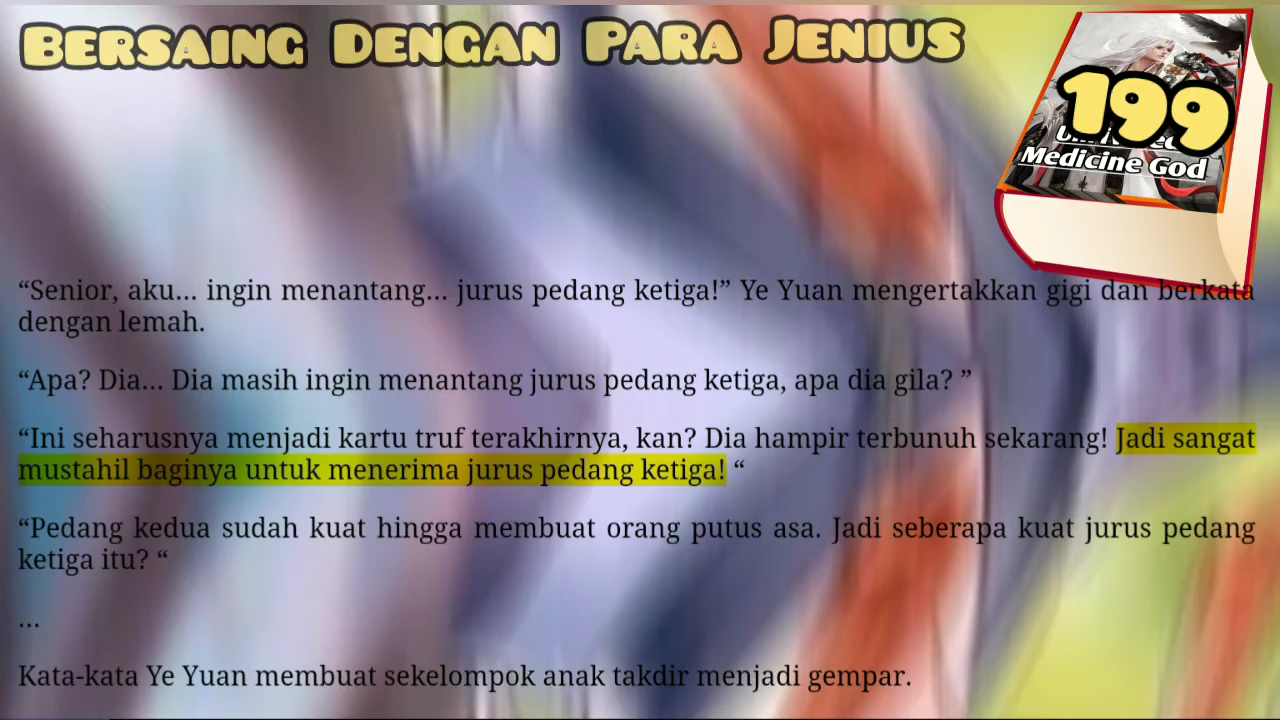 Bersaing Dengan Para Jenius
199
Medicine God
“Senior, aku... ingin menantang... jurus pedang ketiga!” Ye Yuan mengertakkan gigi dan berkata
dengan lemah.
“Apa? Dia... Dia masih ingin menantang jurus pedang ketiga, apa dia gila? ”
“Ini seharusnya menjadi kartu truf terakhirnya, kan? Dia hampir terbunuh sekarang! Jadi sangat
mustahil baginya untuk menerima jurus pedang ketiga! “
“Pedang kedua sudah kuat hingga membuat orang putus asa. Jadi seberapa kuat jurus pedang
ketiga itu? “
...
Kata-kata Ye Yuan membuat sekelompok anak takdir menjadi gempar.